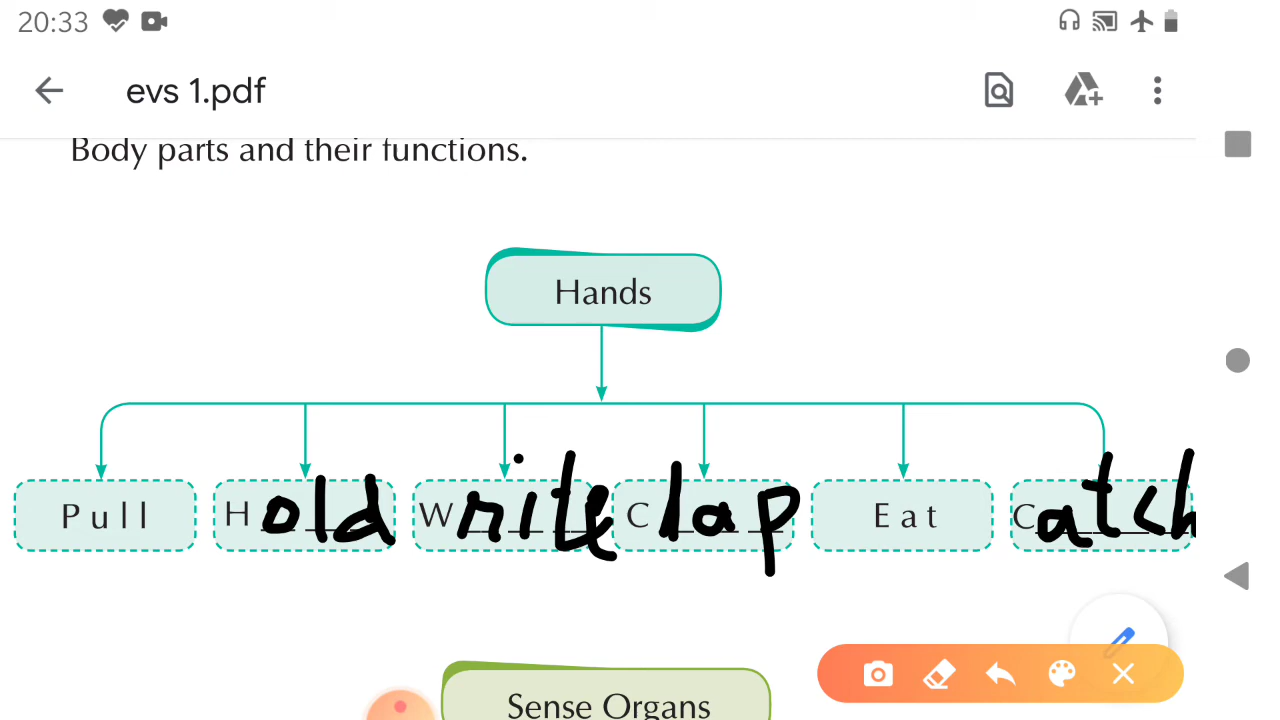 20:33
evs 1.pdf
Body parts and their functions.
Hands
Pull Hold Write Clap Eat Catch
Sense Organs